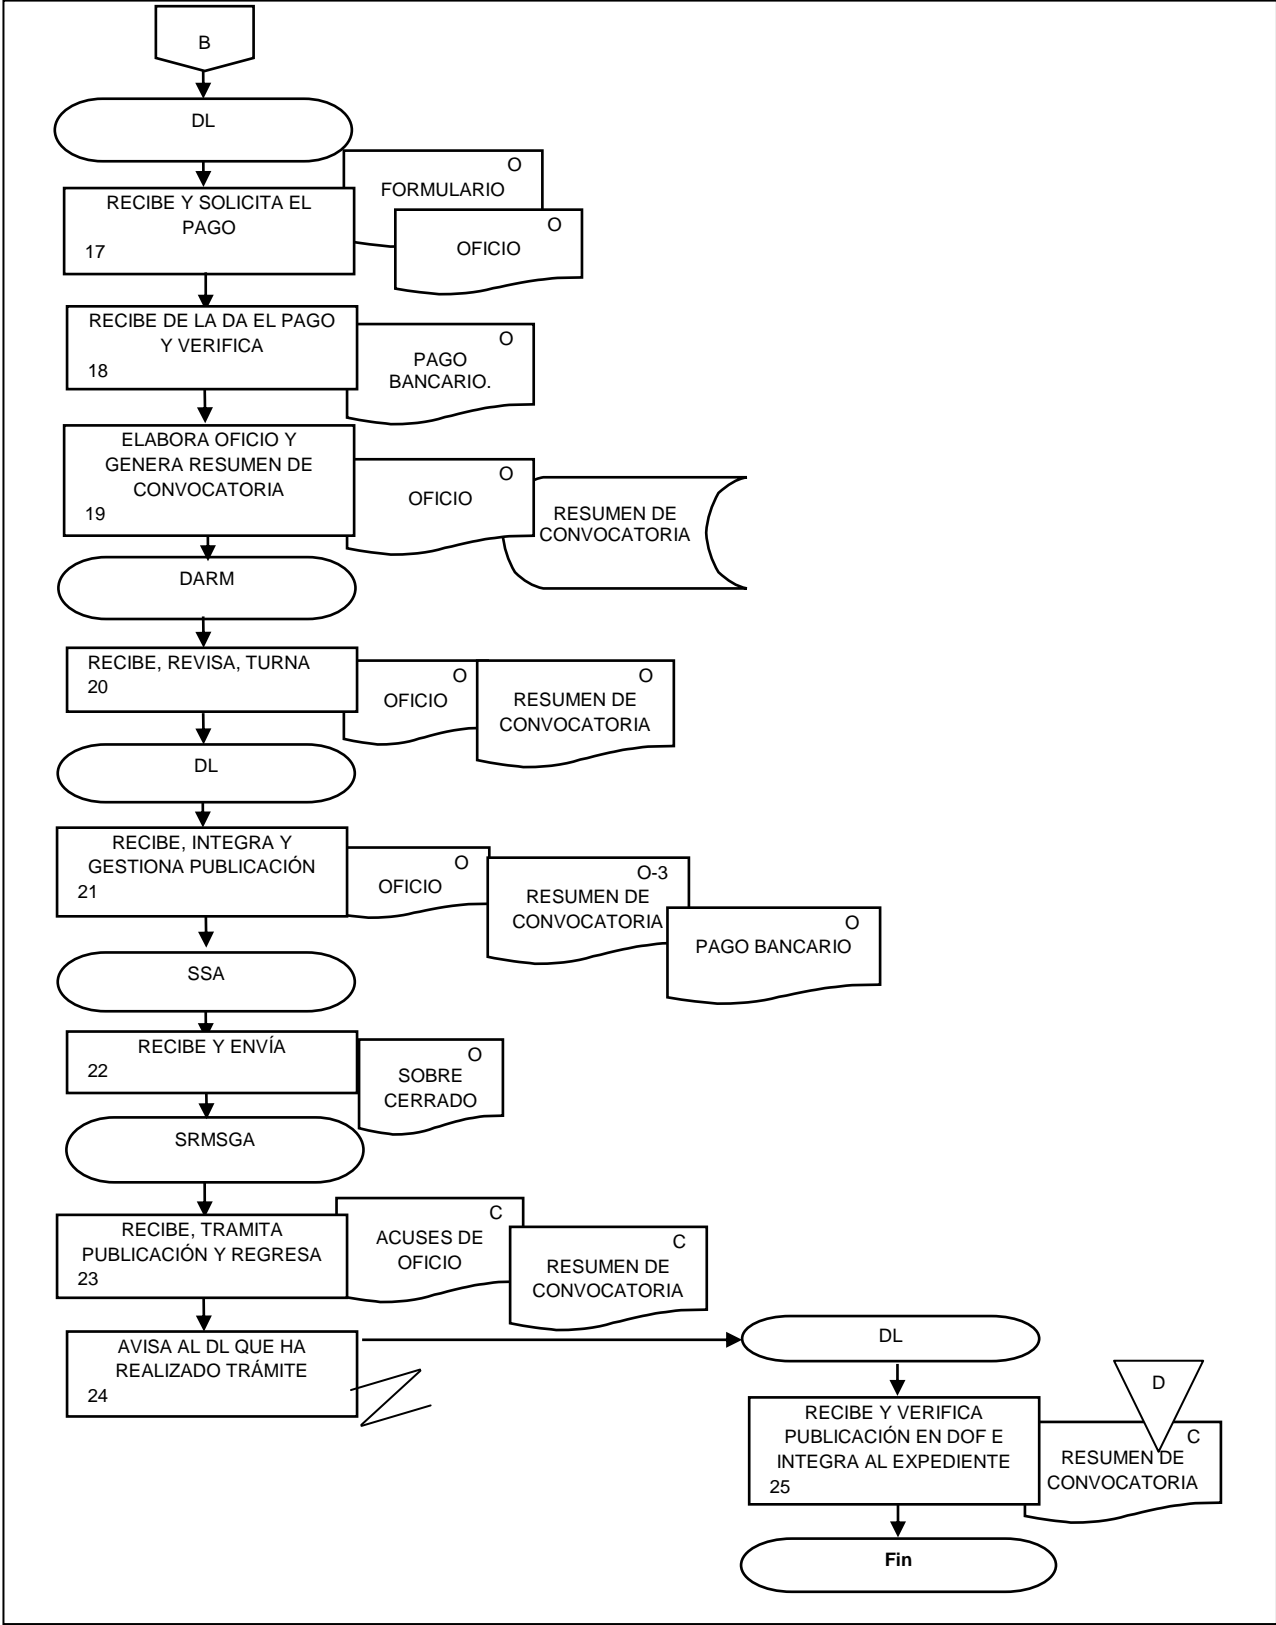 B
DL
RECIBE Y SOLICITA EL
PAGO
17
O
FORMULARIO
O
OFICIO
RECIBE DE LA DA EL PAGO
Y VERIFICA
18
O
PAGO
BANCARIO.
ELABORA OFICIO Y
GENERA RESUMEN DE
CONVOCATORIA
19
O
OFICIO
RESUMEN DE
CONVOCATORIA
DARM
RECIBE, REVISA, TURNA
20
O
OFICIO
O
RESUMEN DE
CONVOCATORIA
DL
RECIBE, INTEGRA Y
GESTIONA PUBLICACIÓN
21
O
OFICIO
O-3
RESUMEN DE
CONVOCATORIA
O
PAGO BANCARIO
SSA
RECIBE Y ENVÍA
22
O
SOBRE
CERRADO
SRMSGA
RECIBE, TRAMITA
PUBLICACIÓN Y REGRESA
23
C
ACUSES DE
OFICIO
C
RESUMEN DE
CONVOCATORIA
AVISA AL DL QUE HA
REALIZADO TRÁMITE
24
DL
RECIBE Y VERIFICA
PUBLICACIÓN EN DOF E
INTEGRA AL EXPEDIENTE
25
D
C
RESUMEN DE
CONVOCATORIA
Fin